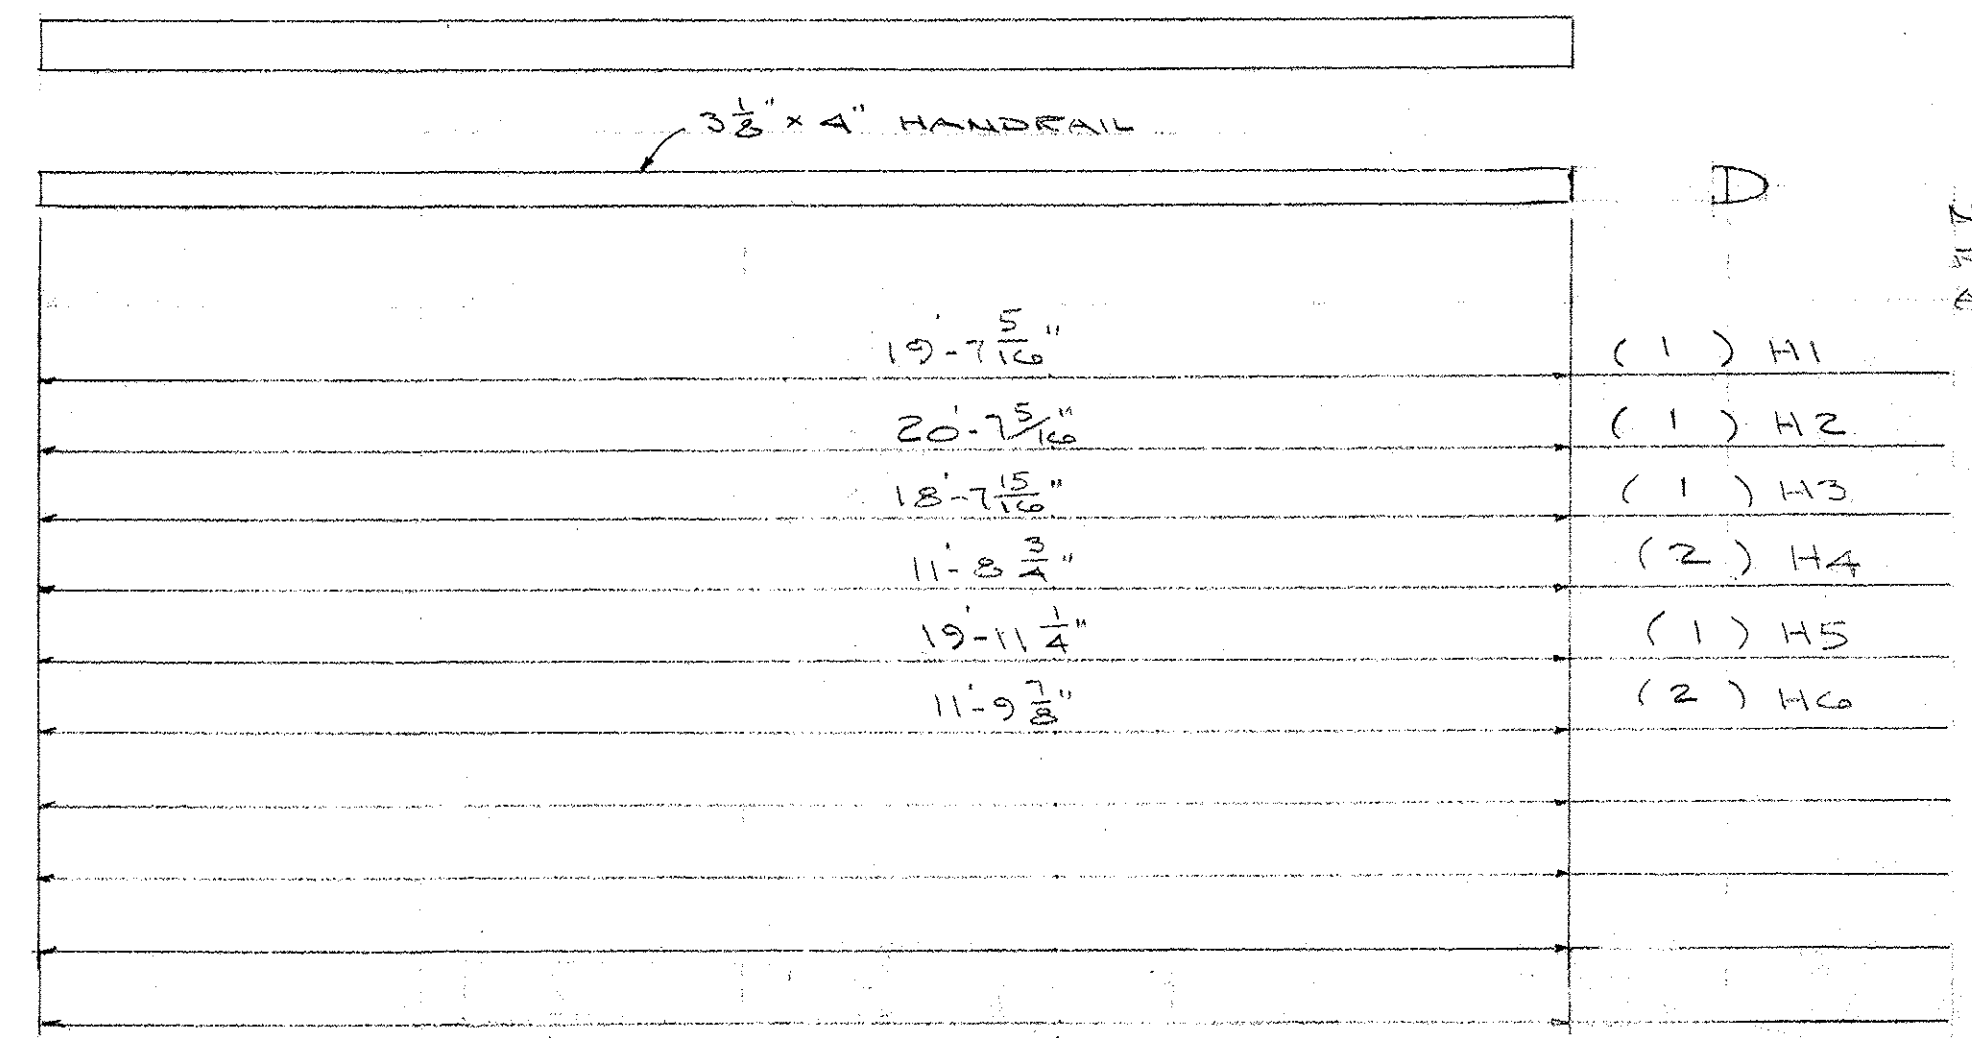 3 1/8" x 4" HANDRAIL
19'-7 5/16" (1) H1
20'-7 5/16" (1) H2
18'-7 15/16" (1) H3
11'-8 3/4" (2) H4
19'-11 1/4" (1) H5
11'-9 7/8" (2) H6